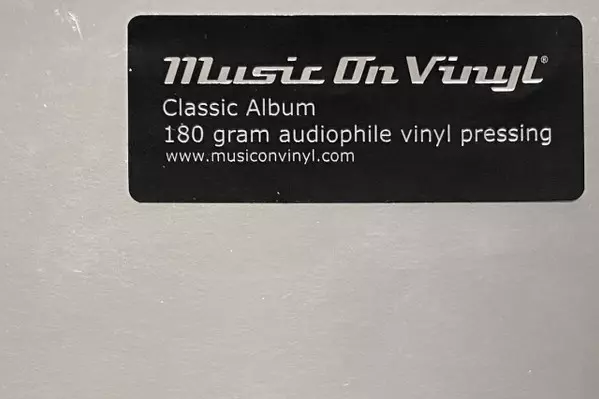 Music On Vinyl®
Classic Album
180 gram audiophile vinyl pressing
www.musiconvinyl.com